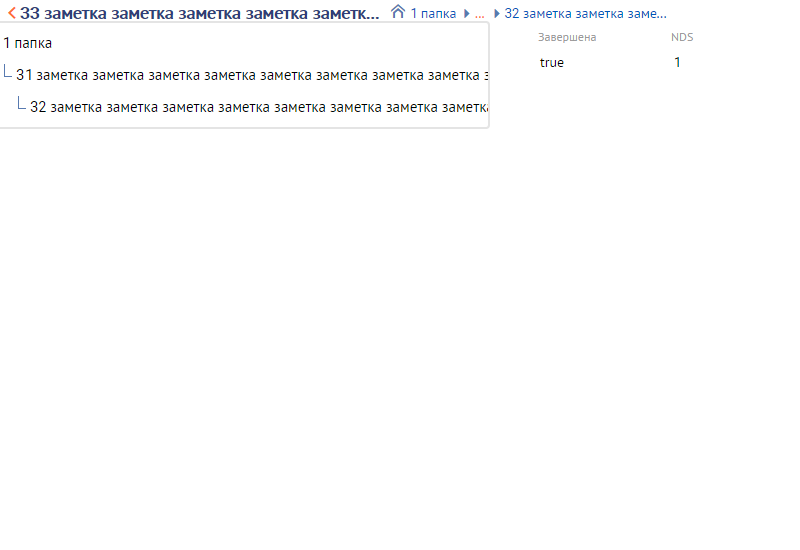 33 заметка заметка заметка заметка заметк... 1 папка ... 32 заметка заметка заме...
Завершена NDS
1 папка
true 1
31 заметка заметка заметка заметка заметка заметка заметка заметка
32 заметка заметка заметка заметка заметка заметка заметка заметка